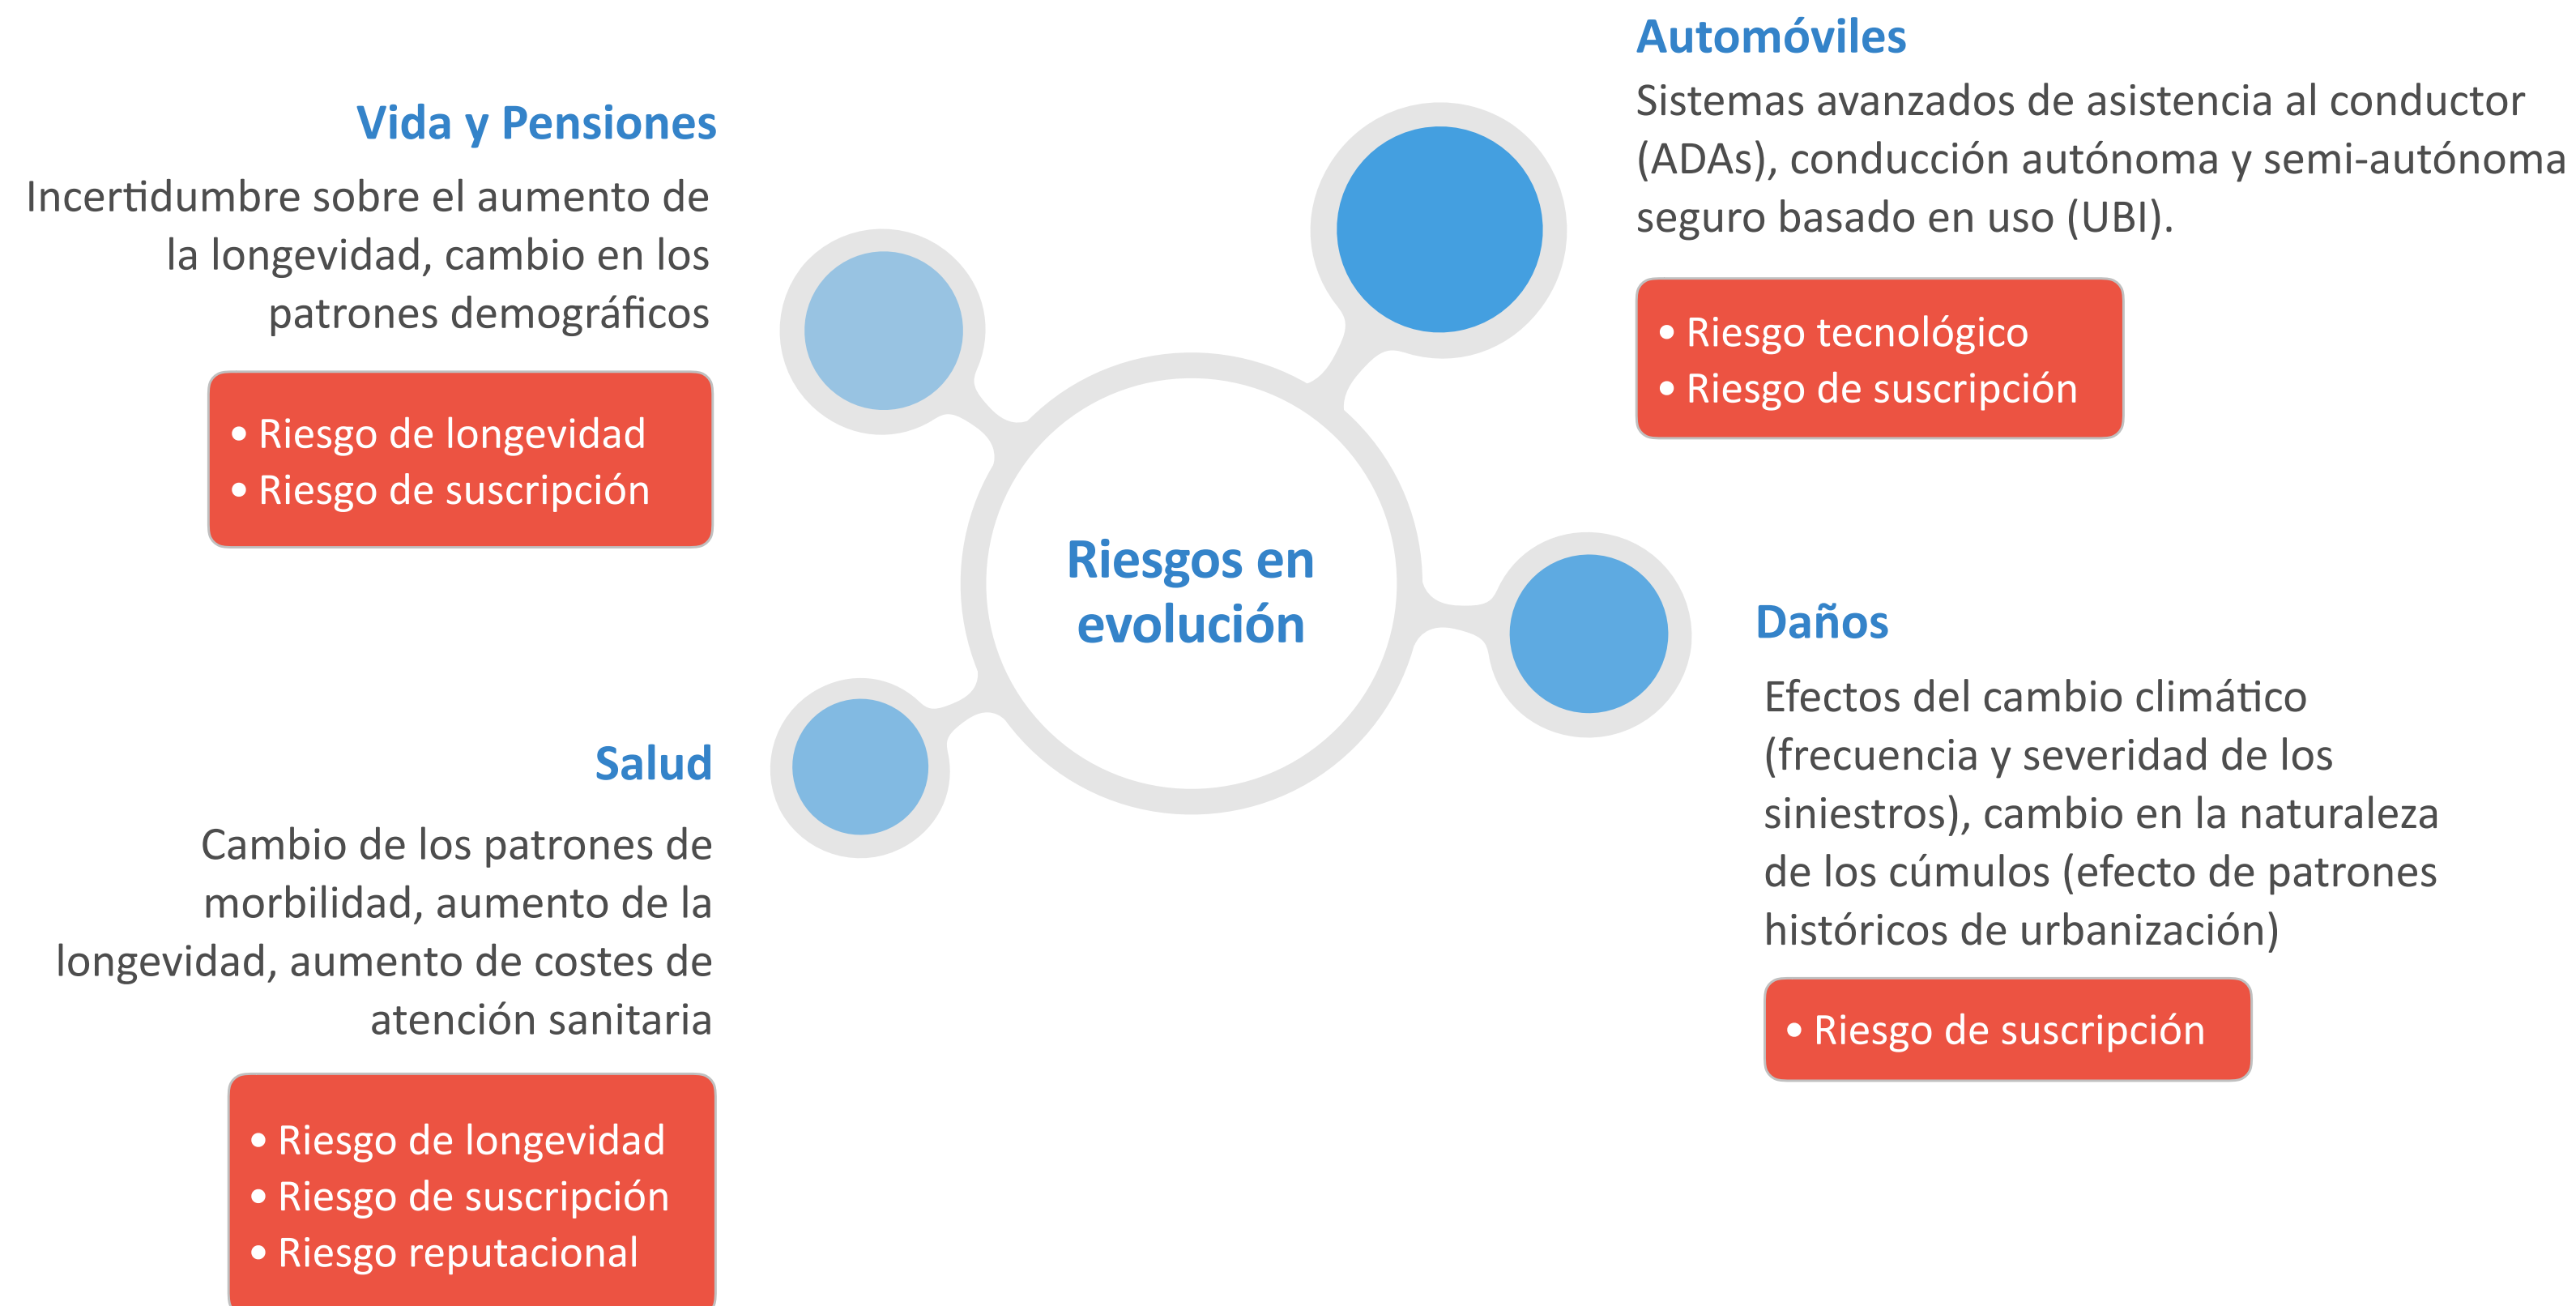 Vida y Pensiones
Incertidumbre sobre el aumento de
la longevidad, cambio en los
patrones demográficos
• Riesgo de longevidad
• Riesgo de suscripción
Automóviles
Sistemas avanzados de asistencia al conductor
(ADAs), conducción autónoma y semi-autónoma
seguro basado en uso (UBI).
• Riesgo tecnológico
• Riesgo de suscripción
Riesgos en
evolución
Salud
Cambio de los patrones de
morbilidad, aumento de la
longevidad, aumento de costes de
atención sanitaria
• Riesgo de longevidad
• Riesgo de suscripción
• Riesgo reputacional
Daños
Efectos del cambio climático
(frecuencia y severidad de los
siniestros), cambio en la naturaleza
de los cúmulos (efecto de patrones
históricos de urbanización)
• Riesgo de suscripción